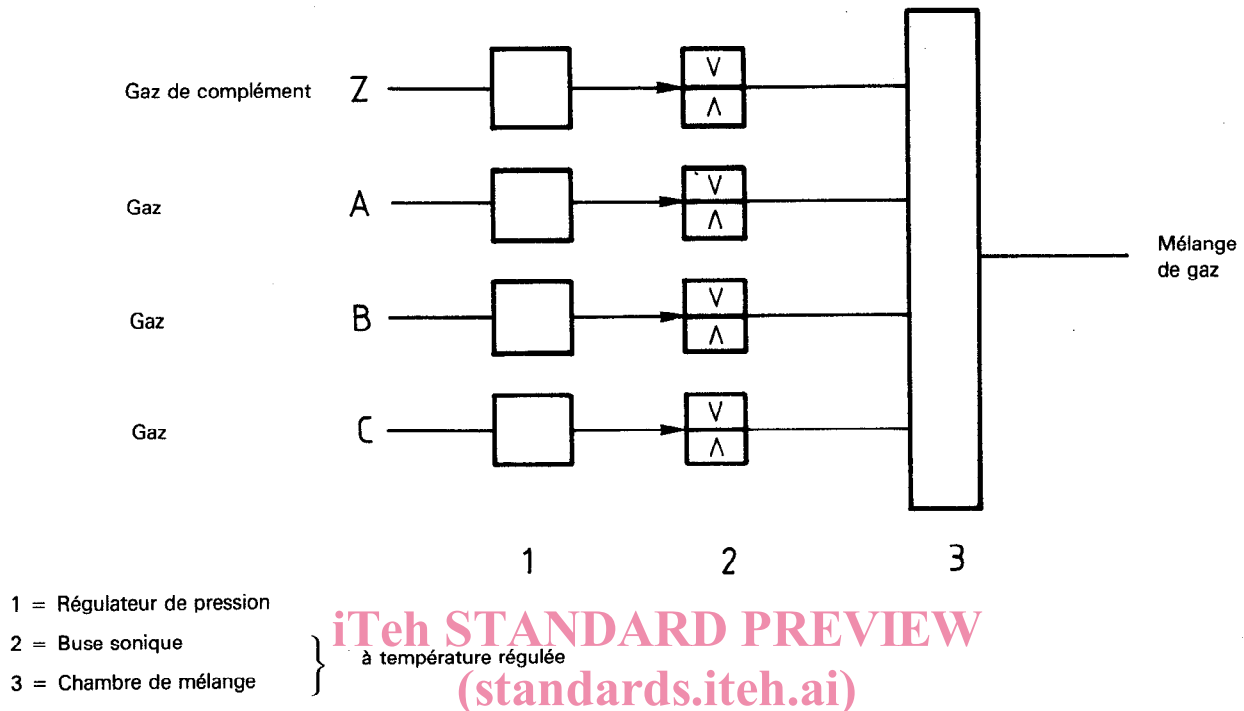 Gaz de complément Z
V
Λ
Gaz A
V
Λ
Gaz B
V
Λ
Gaz C
V
Λ
Mélange
de gaz
1 2 3
1 = Régulateur de pression
2 = Buse sonique
3 = Chambre de mélange
} à température régulée
iTeh STANDARD PREVIEW
(standards.iteh.ai)